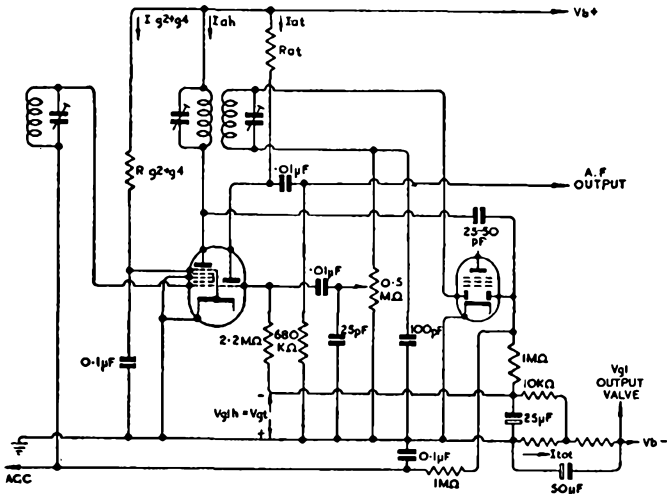 I g2+g4
Iah
Iat
Vb+
Rat
R g2+g4
.01µF
A.F
OUTPUT
25-50
pF
.01µF
0.5
MΩ
0.1µF
2.2MΩ
680
KΩ
25pF
100pF
1MΩ
10KΩ
Vg1
OUTPUT
VALVE
-
Vg1h = Vgt
+
25µF
Vb-
Itot
AGC
0.1µF
1MΩ
50µF